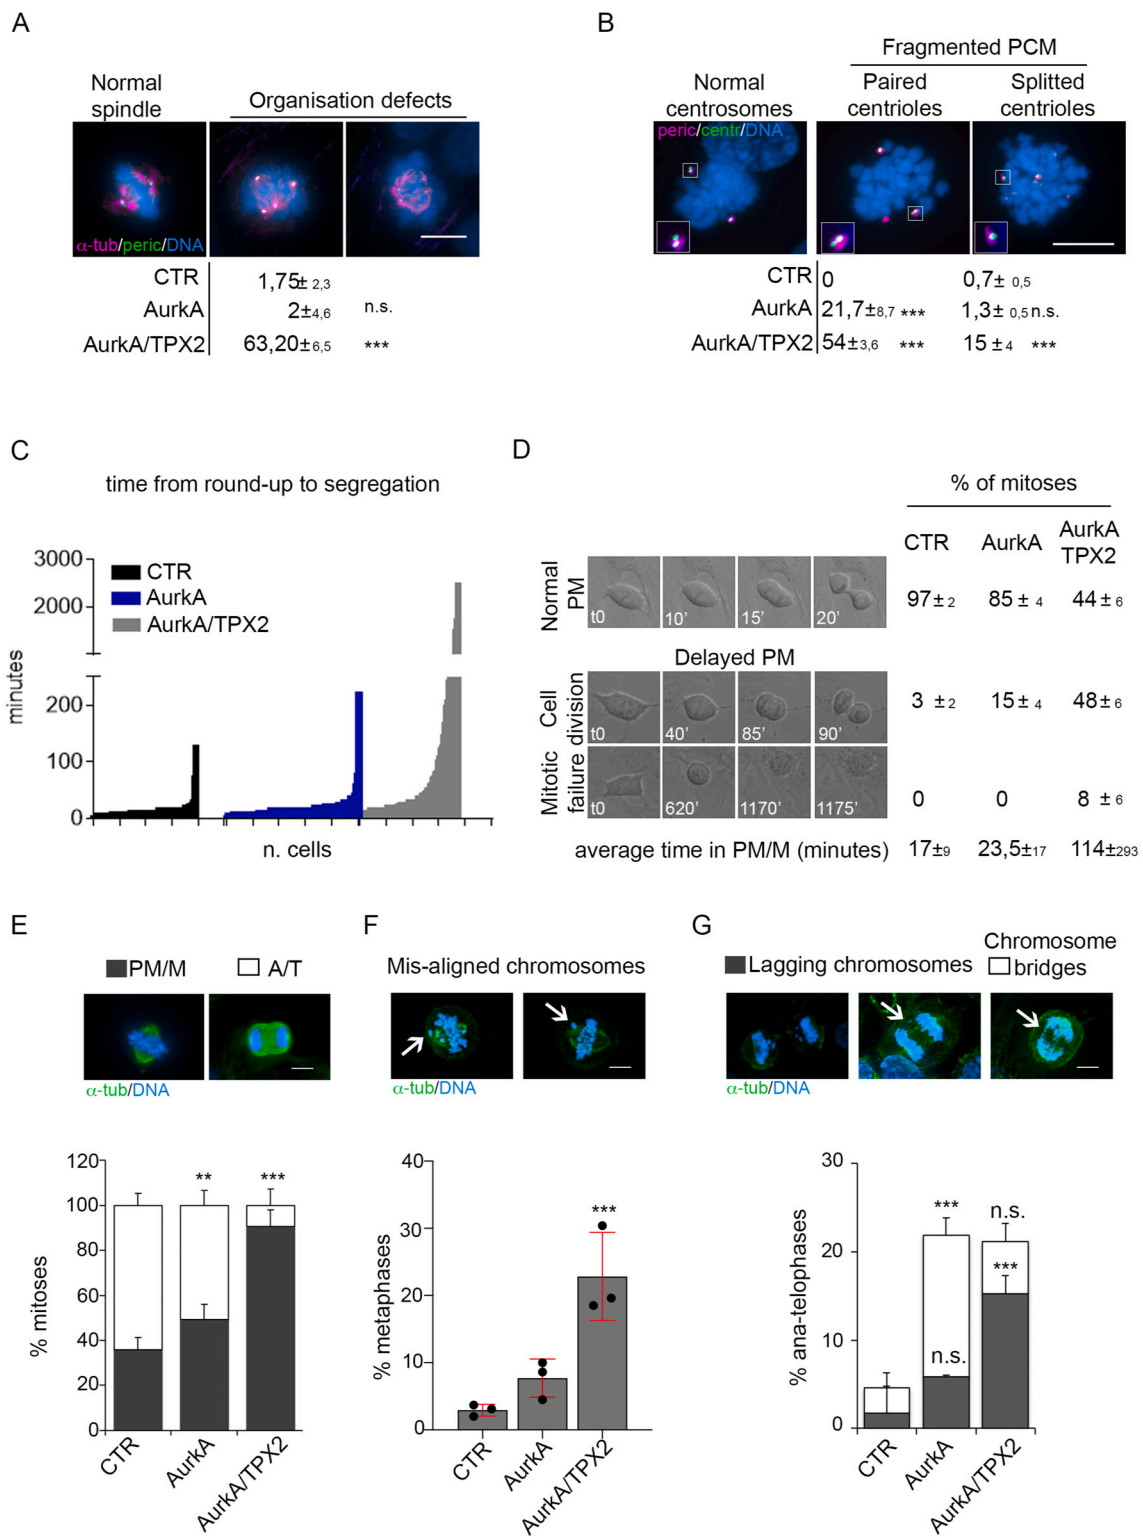 A
Normal
spindle
Organisation defects
α-tub/peric/DNA
CTR 1,75± 2,3
AurkA 2±4,6 n.s.
AurkA/TPX2 63,20±6,5 ***
B
Fragmented PCM
Normal
centrosomes
Paired
centrioles
Splitted
centrioles
peric/centr/DNA
CTR 0 0,7± 0,5
AurkA 21,7±8,7 *** 1,3± 0,5 n.s.
AurkA/TPX2 54±3,6 *** 15 ± 4 ***
C
time from round-up to segregation
3000
2000
200
100
0
minutes
CTR
AurkA
AurkA/TPX2
n. cells
D
% of mitoses
CTR AurkA AurkA
TPX2
Normal
PM
t0 10' 15' 20'
97± 2 85± 4 44± 6
Delayed PM
Cell
division
t0 40' 85' 90'
3 ± 2 15± 4 48± 6
Mitotic
failure
t0 620' 1170' 1175'
0 0 8 ± 6
average time in PM/M (minutes) 17±9 23,5±17 114±293
E
PM/M A/T
α-tub/DNA
120
100
80
60
40
20
0
% mitoses
** ***
CTR
AurkA
AurkA/TPX2
F
Mis-aligned chromosomes
α-tub/DNA
40
30
20
10
0
% metaphases
***
CTR
AurkA
AurkA/TPX2
G
Lagging chromosomes
Chromosome
bridges
α-tub/DNA
30
20
10
0
% ana-telophases
*** n.s.
***
n.s.
CTR
AurkA
AurkA/TPX2